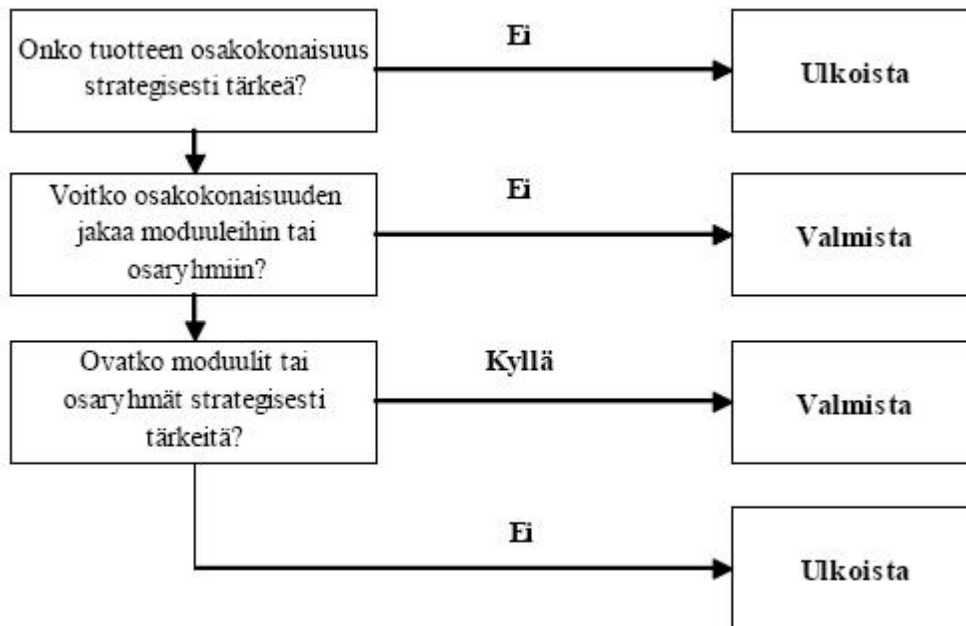 Onko tuotteen osakokonaisuus
strategisesti tärkeä?
Ei
Ulkoista
Voitko osakokonaisuuden
jakaa moduuleihin tai
osaryhmiin?
Ei
Valmista
Ovatko moduulit tai
osaryhmät strategisesti
tärkeitä?
Kyllä
Valmista
Ei
Ulkoista